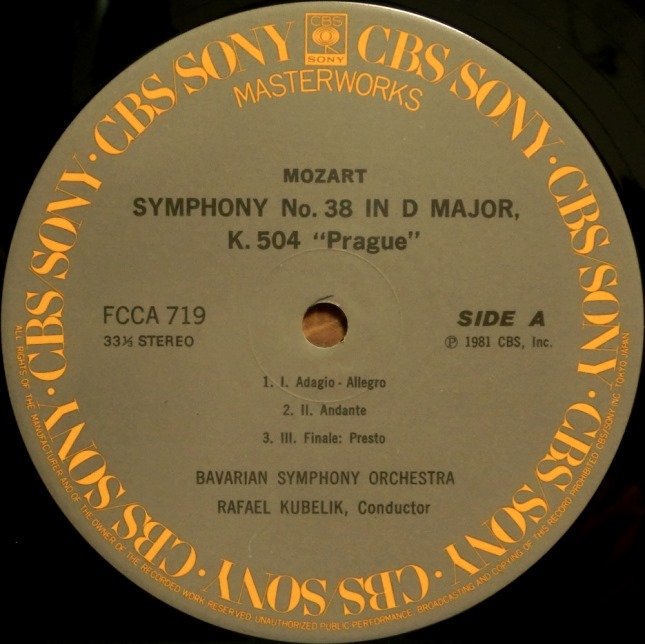 CBS
SONY
CBS/SONY · CBS/SONY · CBS/SONY · CBS/SONY · CBS/SONY · CBS/SONY · CBS/SONY · CBS/SONY
MASTERWORKS
MOZART
SYMPHONY No. 38 IN D MAJOR,
K. 504 "Prague"
FCCA 719
33⅓ STEREO
SIDE A
Ⓟ 1981 CBS, Inc.
1. I. Adagio - Allegro
2. II. Andante
3. III. Finale: Presto
BAVARIAN SYMPHONY ORCHESTRA
RAFAEL KUBELIK, Conductor
ALL RIGHTS OF THE MANUFACTURER AND OF THE OWNER OF THE RECORDED WORK RESERVED. UNAUTHORIZED PUBLIC PERFORMANCE, BROADCASTING AND COPYING OF THIS RECORD PROHIBITED. CBS/SONY INC. TOKYO JAPAN